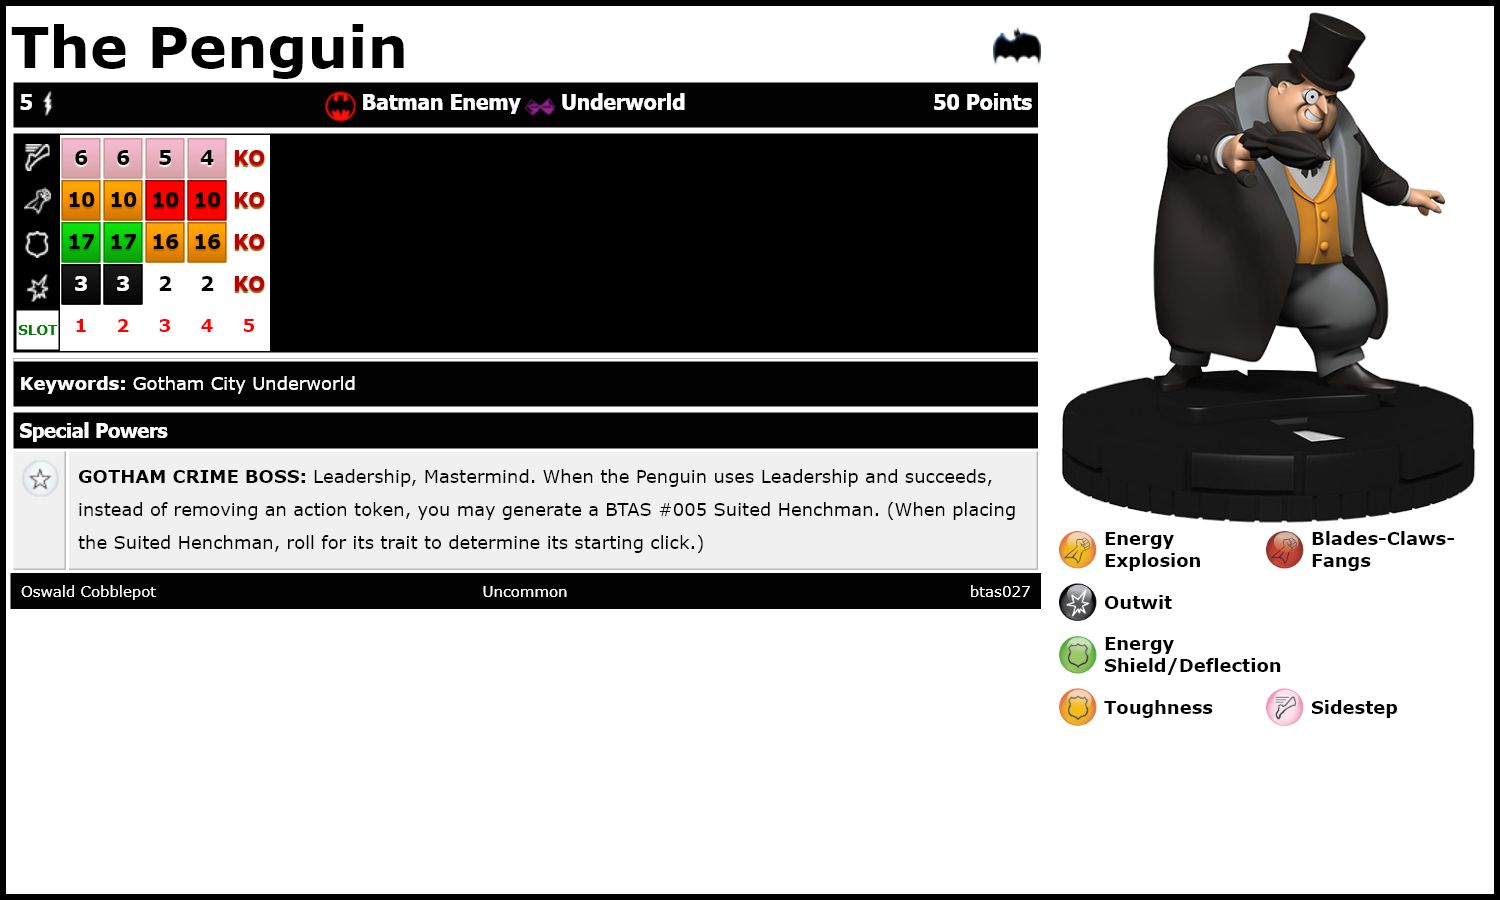 The Penguin
5 Batman Enemy Underworld 50 Points
6 6 5 4 KO
10 10 10 10 KO
17 17 16 16 KO
3 3 2 2 KO
SLOT 1 2 3 4 5
Keywords: Gotham City Underworld
Special Powers
GOTHAM CRIME BOSS: Leadership, Mastermind. When the Penguin uses Leadership and succeeds,
instead of removing an action token, you may generate a BTAS #005 Suited Henchman. (When placing
the Suited Henchman, roll for its trait to determine its starting click.)
Oswald Cobblepot Uncommon btas027
Energy
Explosion
Blades-Claws-
Fangs
Outwit
Energy
Shield/Deflection
Toughness
Sidestep